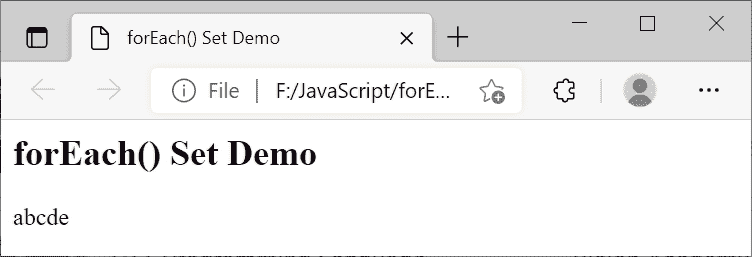 forEach() Set Demo
File | F:/JavaScript/forE...
forEach() Set Demo
abcde